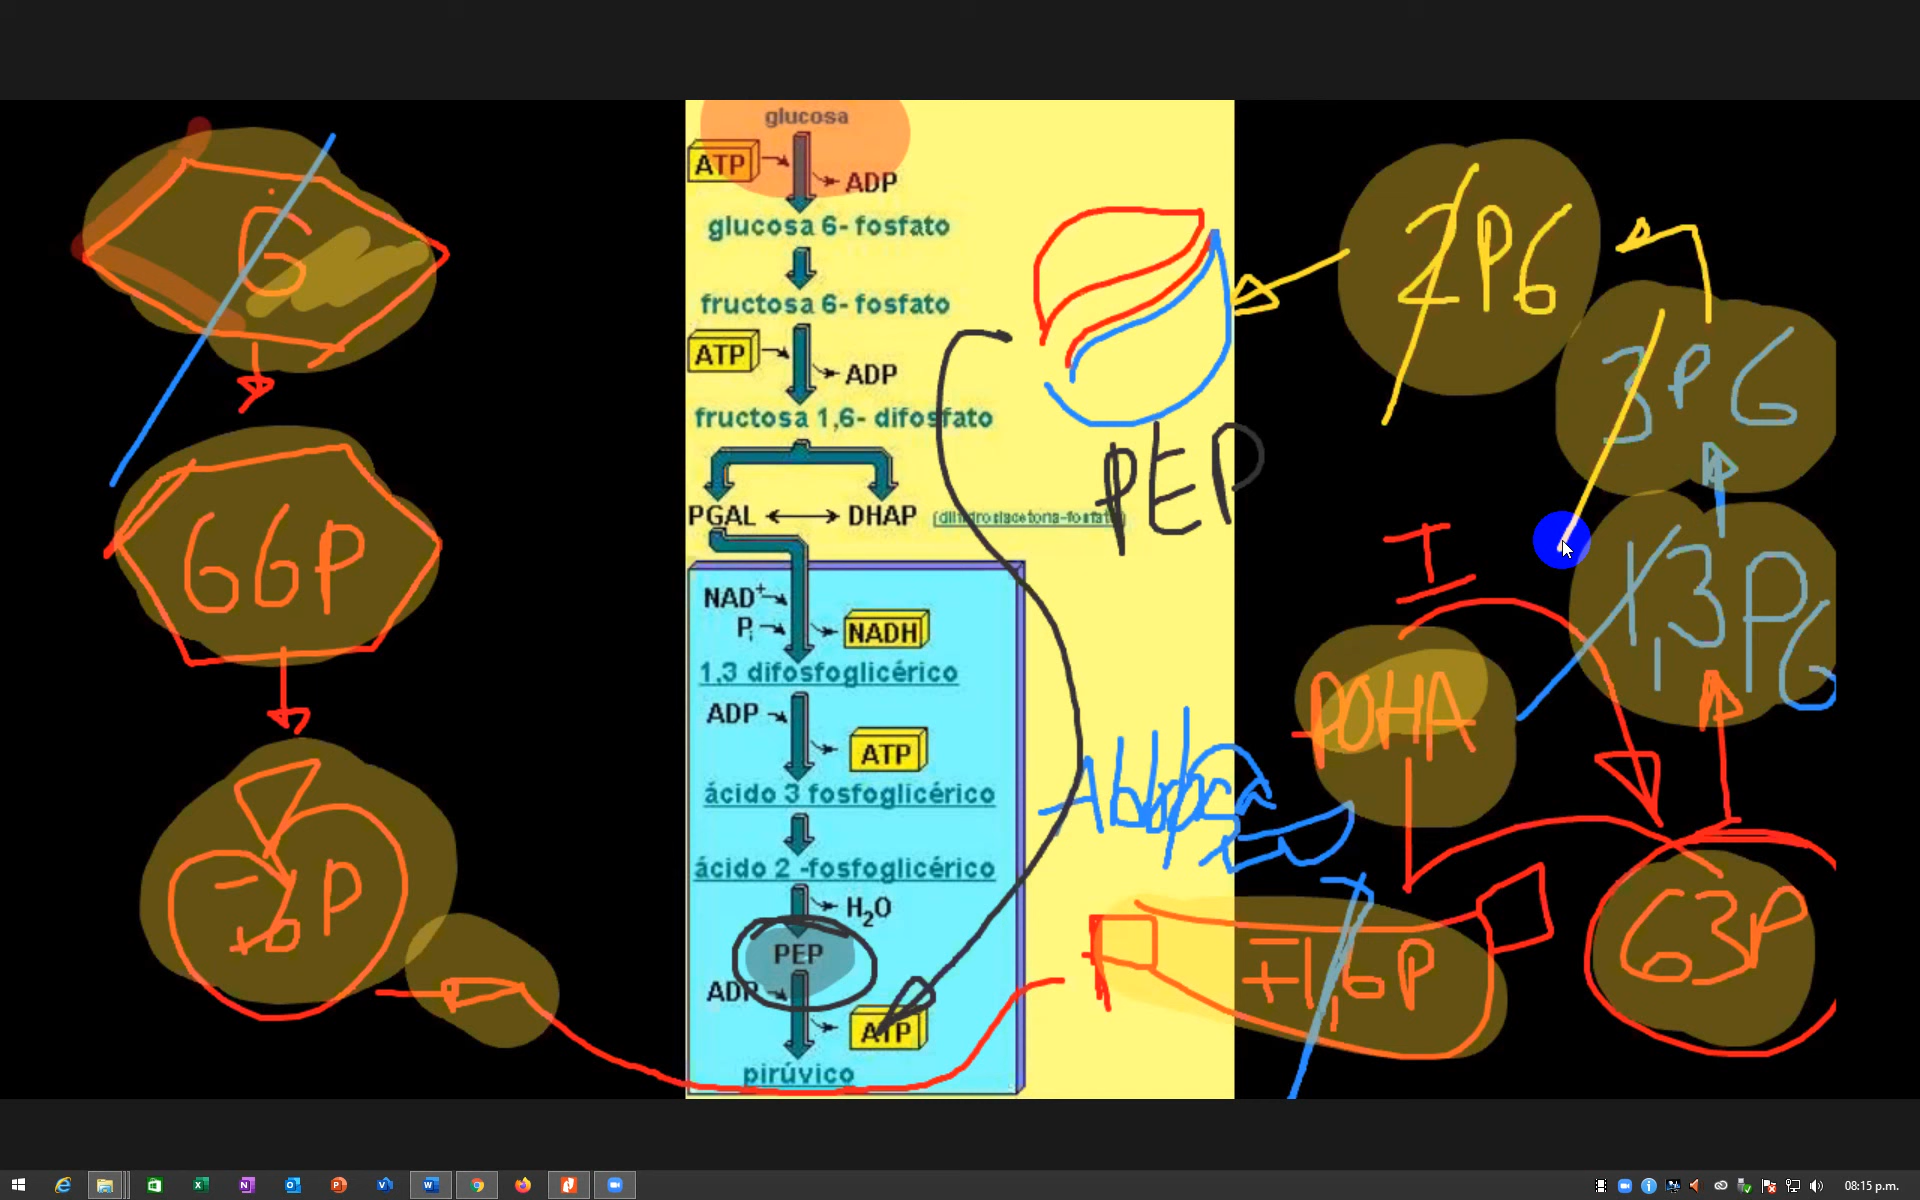 glucosa
ATP
ADP
glucosa 6- fosfato
fructosa 6- fosfato
ATP
ADP
fructosa 1,6- difosfato
PGAL DHAP (dihidroxiacetona-fosfato)
NAD+
Pi
NADH
1,3 difosfoglicérico
ADP
ATP
ácido 3 fosfoglicérico
ácido 2 -fosfoglicérico
H2O
PEP
ADP
ATP
pirúvico
G
G6P
F6P
F1,6P
G3P
I
1,3PG
3PG
2PG
PEP
08:15 p.m.